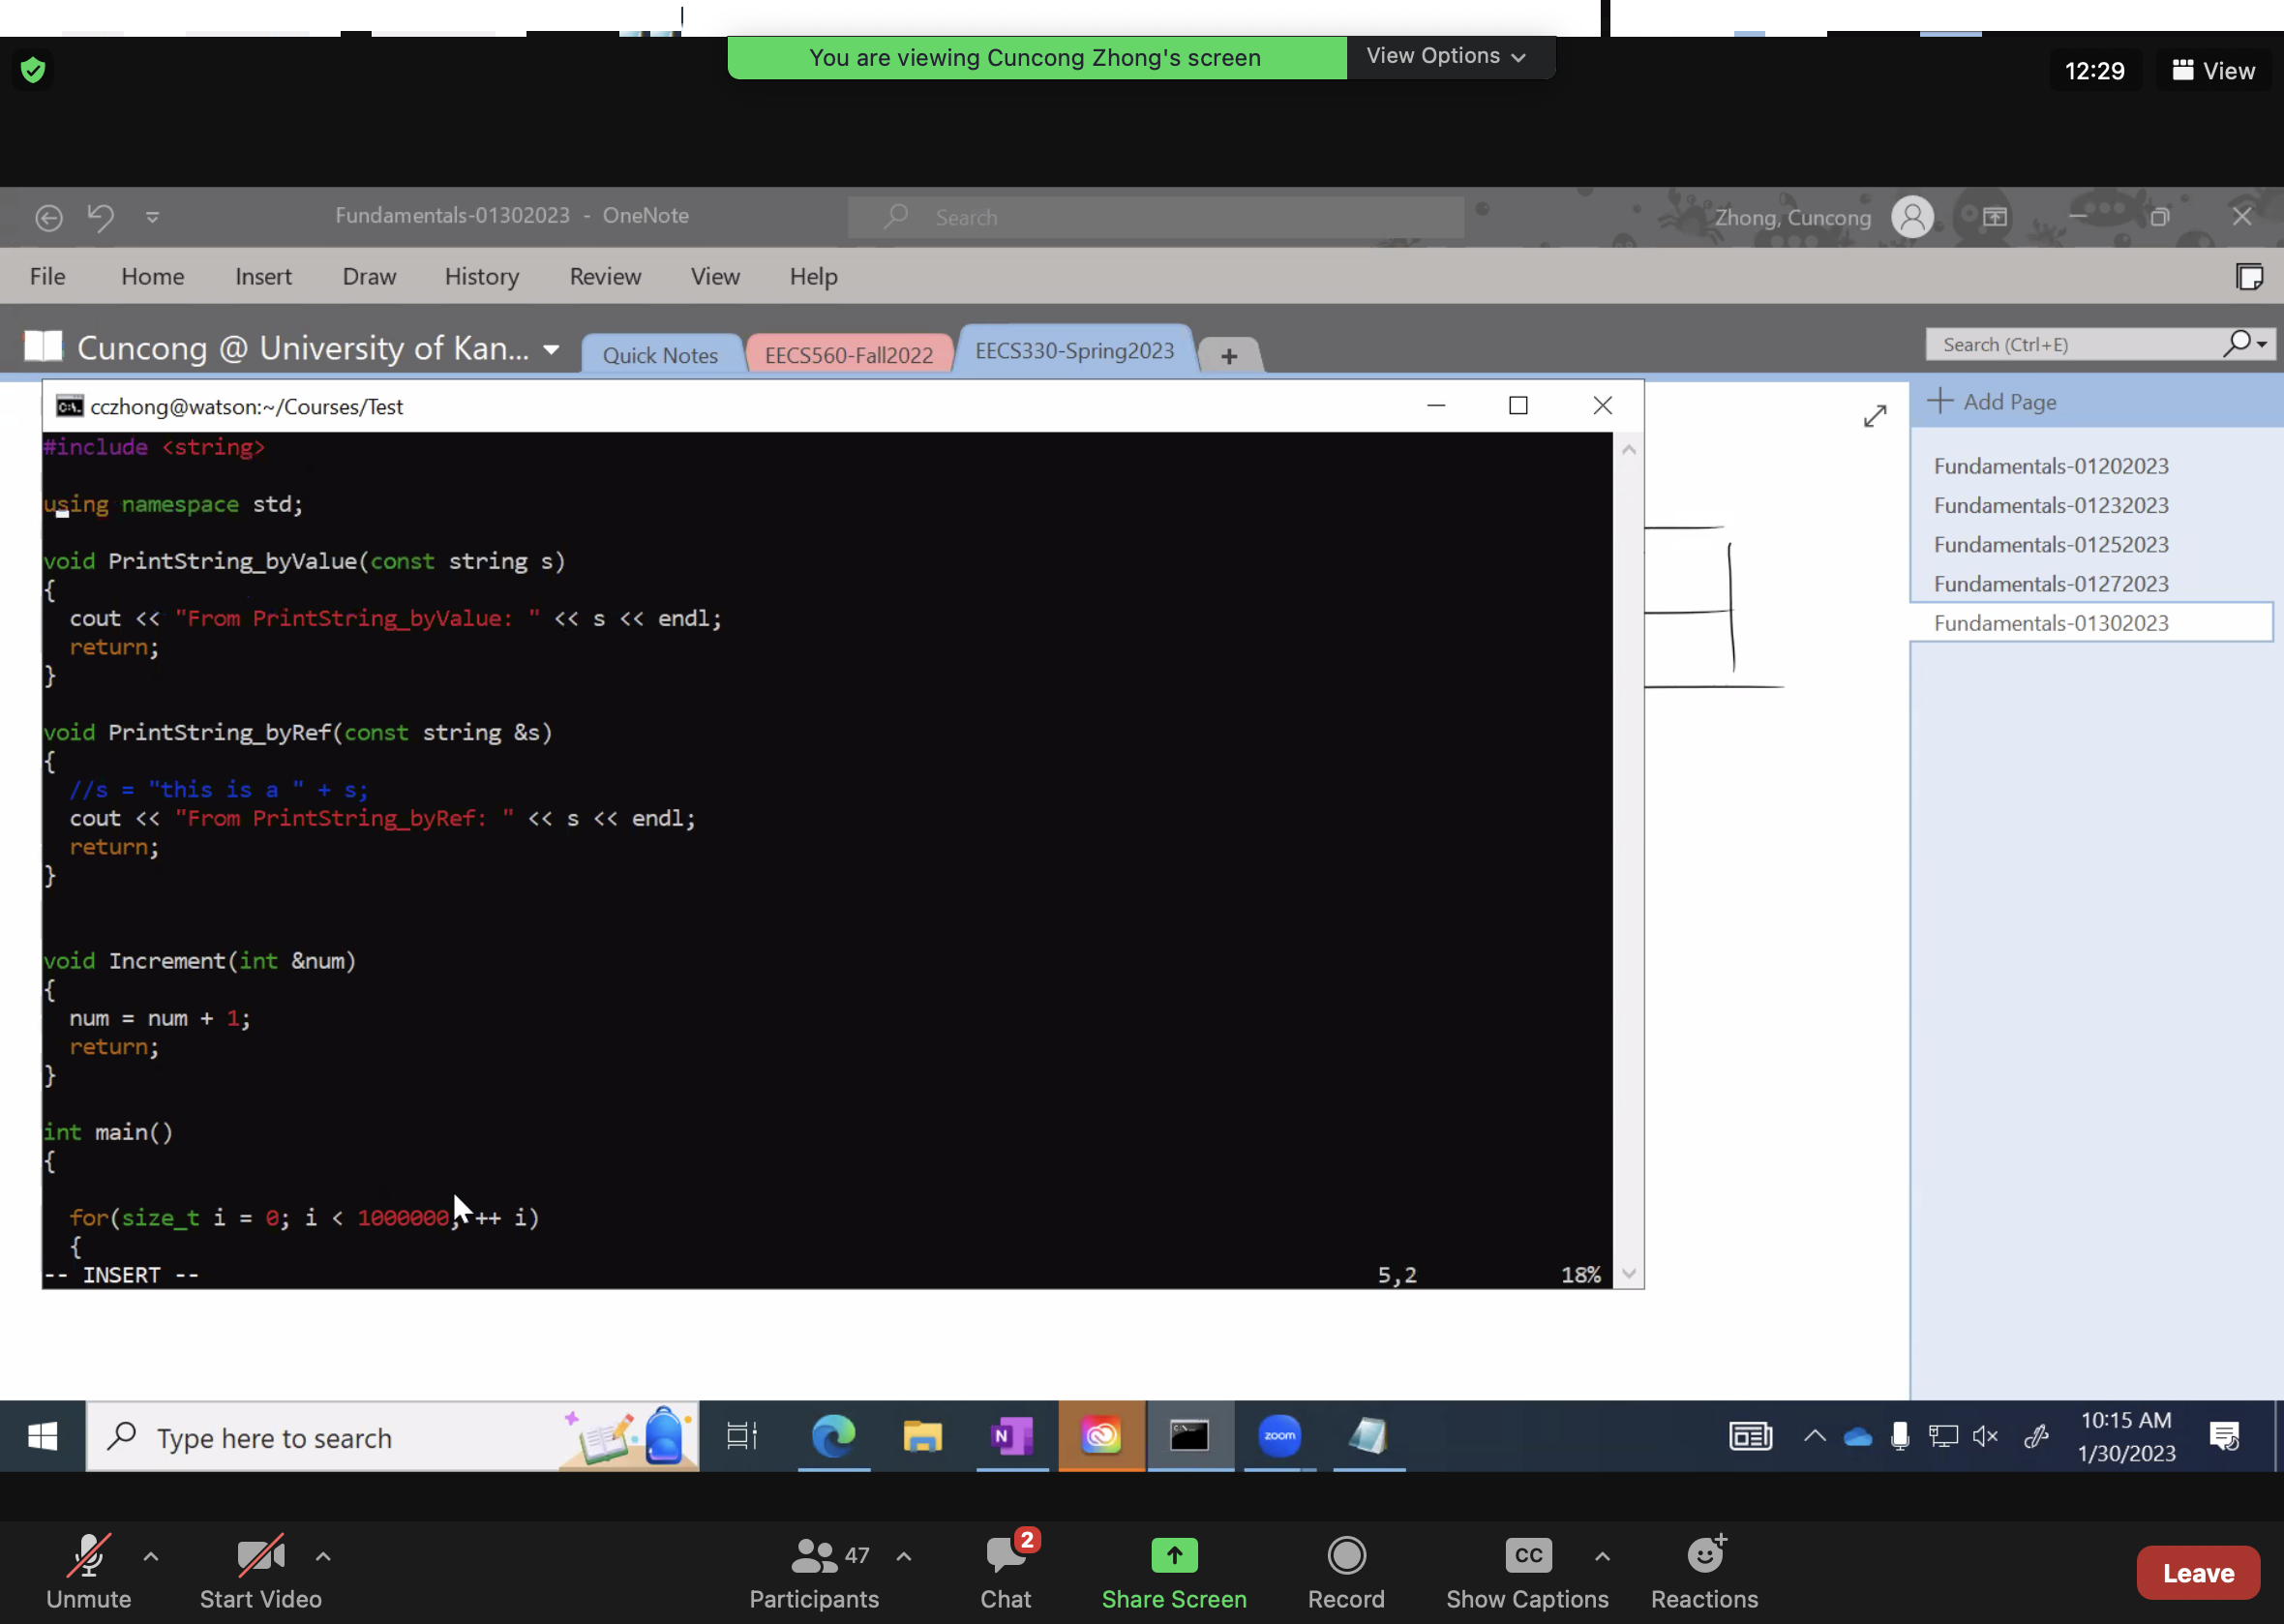 You are viewing Cuncong Zhong's screen
View Options
12:29
View
Fundamentals-01302023 - OneNote
Search
Zhong, Cuncong
File Home Insert Draw History Review View Help
Cuncong @ University of Kan...
Quick Notes
EECS560-Fall2022
EECS330-Spring2023
+
Search (Ctrl+E)
cczhong@watson:~/Courses/Test
#include <string>
using namespace std;
void PrintString_byValue(const string s)
{
cout << "From PrintString_byValue: " << s << endl;
return;
}
void PrintString_byRef(const string &s)
{
//s = "this is a " + s;
cout << "From PrintString_byRef: " << s << endl;
return;
}
void Increment(int &num)
{
num = num + 1;
return;
}
int main()
{
for(size_t i = 0; i < 1000000; ++ i)
{
-- INSERT --
5,2
18%
Add Page
Fundamentals-01202023
Fundamentals-01232023
Fundamentals-01252023
Fundamentals-01272023
Fundamentals-01302023
Type here to search
N
zoom
10:15 AM
1/30/2023
Unmute
Start Video
47
Participants
2
Chat
Share Screen
Record
CC
Show Captions
Reactions
Leave